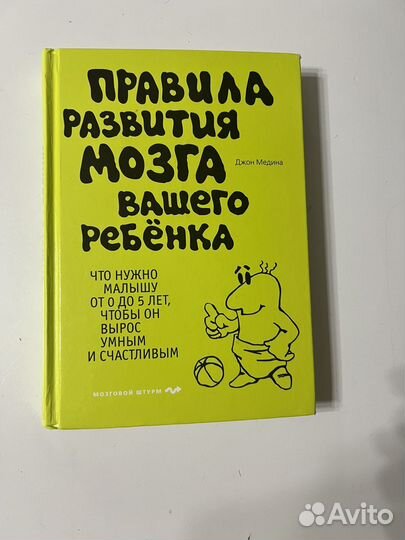 ПРАВИЛА
РАЗВИТИЯ
МОЗГА
Джон Медина
ВАШЕГО
РЕБЁНКА
ЧТО НУЖНО
МАЛЫШУ
ОТ 0 ДО 5 ЛЕТ,
ЧТОБЫ ОН
ВЫРОС
УМНЫМ
И СЧАСТЛИВЫМ
МОЗГОВОЙ ШТУРМ
Avito